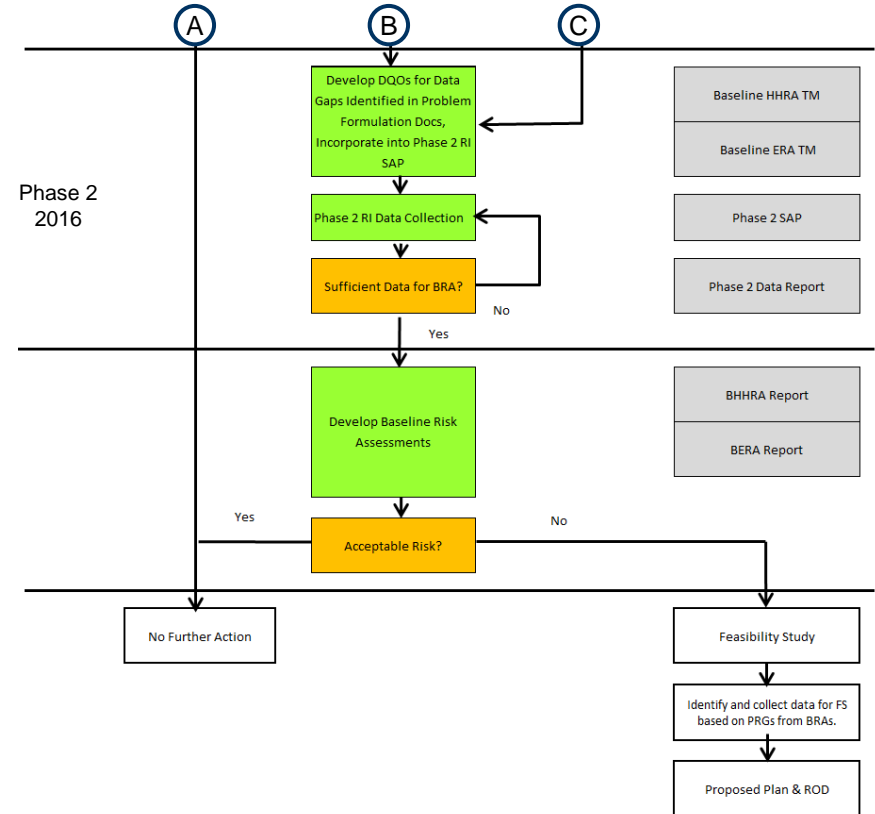 A
B
C
Develop DQOs for Data
Gaps Identified in Problem
Formulation Docs,
Incorporate into Phase 2 RI
SAP
Baseline HHRA TM
Baseline ERA TM
Phase 2
2016
Phase 2 RI Data Collection
Phase 2 SAP
Sufficient Data for BRA?
Phase 2 Data Report
No
Yes
Develop Baseline Risk
Assessments
BHHRA Report
BERA Report
Yes
No
Acceptable Risk?
No Further Action
Feasibility Study
Identify and collect data for FS
based on PRGs from BRAs.
Proposed Plan & ROD